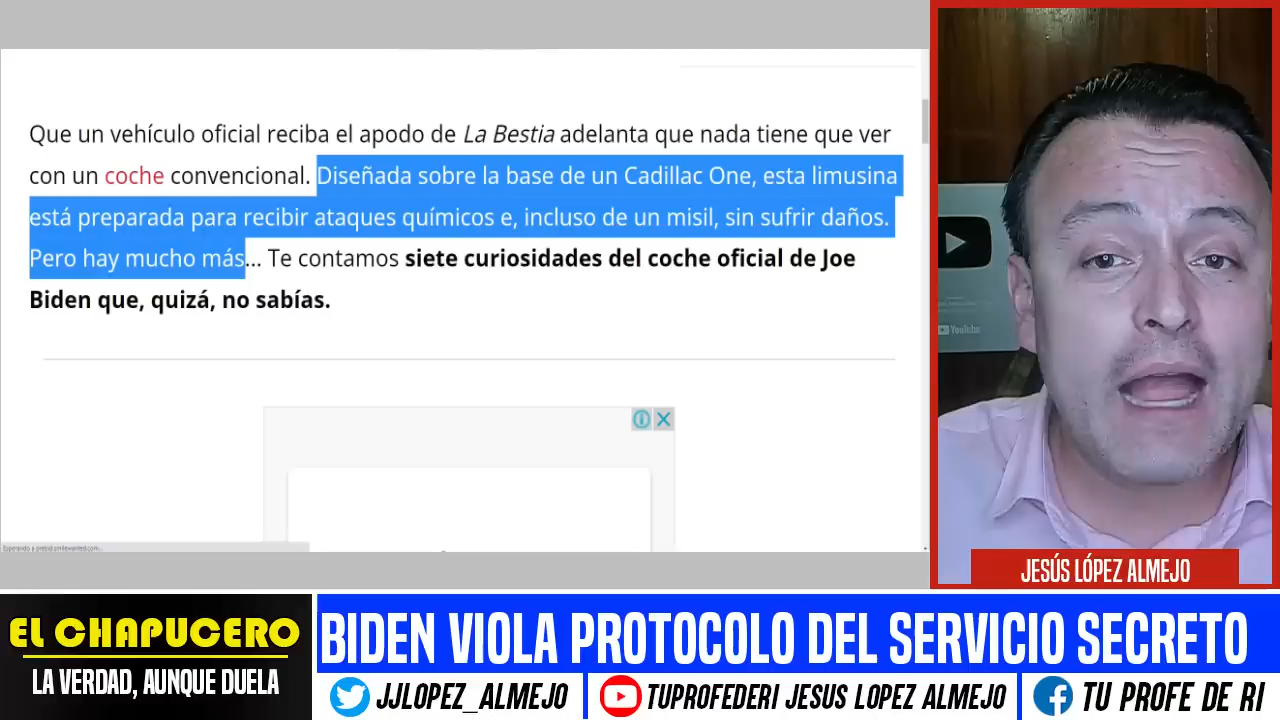 Que un vehículo oficial reciba el apodo de La Bestia adelanta que nada tiene que ver
con un coche convencional. Diseñada sobre la base de un Cadillac One, esta limusina
está preparada para recibir ataques químicos e, incluso de un misil, sin sufrir daños.
Pero hay mucho más... Te contamos siete curiosidades del coche oficial de Joe
Biden que, quizá, no sabías.
YouTube
JESÚS LÓPEZ ALMEJO
EL CHAPUCERO
LA VERDAD, AUNQUE DUELA
BIDEN VIOLA PROTOCOLO DEL SERVICIO SECRETO
JJLOPEZ_ALMEJO
TUPROFEDERI JESUS LOPEZ ALMEJO
TU PROFE DE RI